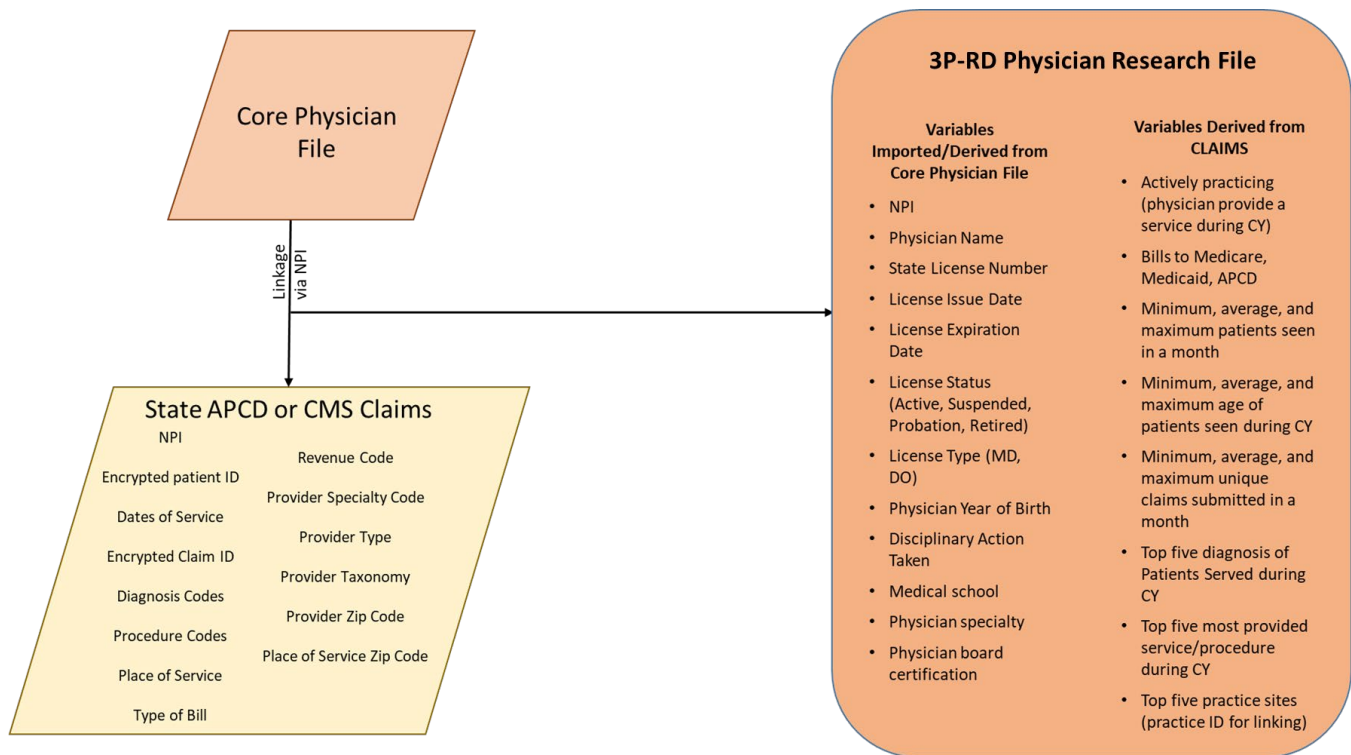 Core Physician
File
Linkage
via NPI
State APCD or CMS Claims
NPI
Encrypted patient ID
Dates of Service
Encrypted Claim ID
Diagnosis Codes
Procedure Codes
Place of Service
Type of Bill
Revenue Code
Provider Specialty Code
Provider Type
Provider Taxonomy
Provider Zip Code
Place of Service Zip Code
3P-RD Physician Research File
Variables
Imported/Derived from
Core Physician File
• NPI
• Physician Name
• State License Number
• License Issue Date
• License Expiration
Date
• License Status
(Active, Suspended,
Probation, Retired)
• License Type (MD,
DO)
• Physician Year of Birth
• Disciplinary Action
Taken
• Medical school
• Physician specialty
• Physician board
certification
Variables Derived from
CLAIMS
• Actively practicing
(physician provide a
service during CY)
• Bills to Medicare,
Medicaid, APCD
• Minimum, average, and
maximum patients seen
in a month
• Minimum, average, and
maximum age of
patients seen during CY
• Minimum, average, and
maximum unique
claims submitted in a
month
• Top five diagnosis of
Patients Served during
CY
• Top five most provided
service/procedure
during CY
• Top five practice sites
(practice ID for linking)